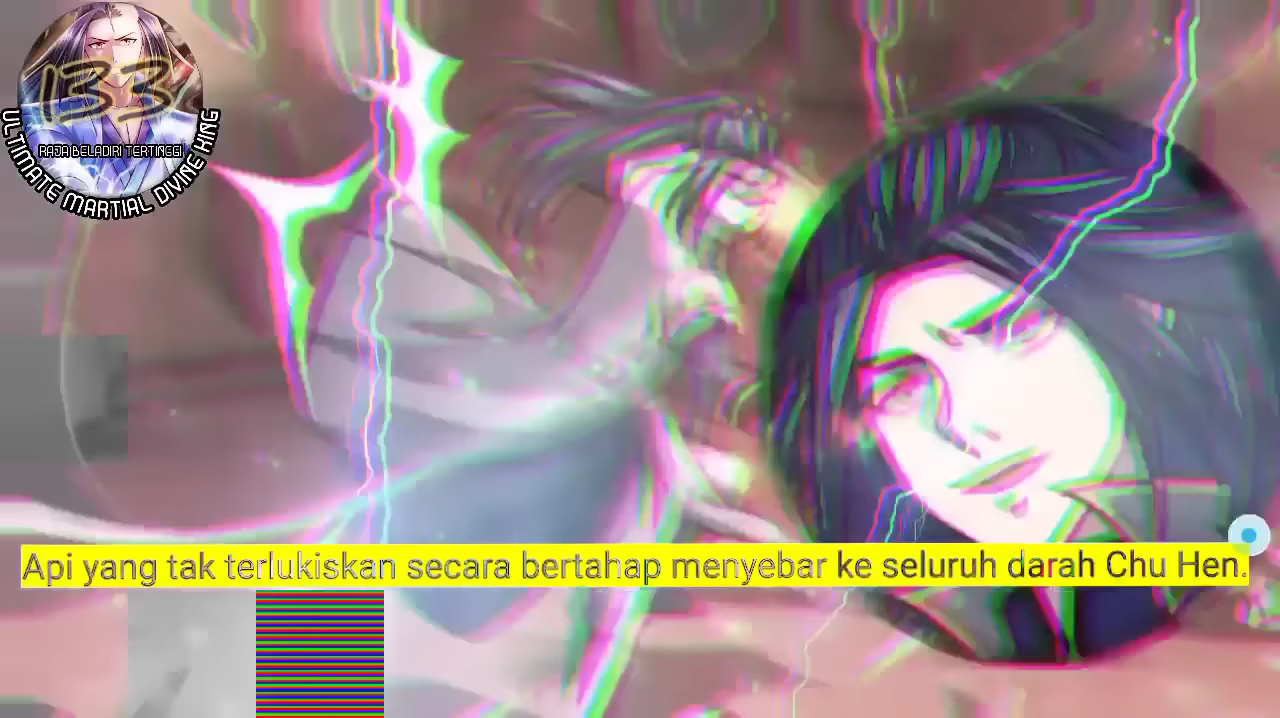 133
RAJA BELADIRI TERTINGGI
ULTIMATE MARTIAL DIVINE KING
Api yang tak terlukiskan secara bertahap menyebar ke seluruh darah Chu Hen.